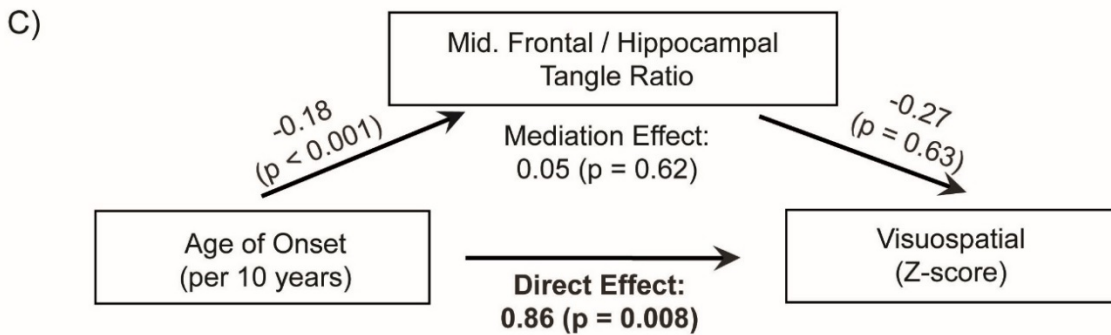 C)
Mid. Frontal / Hippocampal
Tangle Ratio
-0.18
(p < 0.001)
-0.27
(p = 0.63)
Mediation Effect:
0.05 (p = 0.62)
Age of Onset
(per 10 years)
Visuospatial
(Z-score)
Direct Effect:
0.86 (p = 0.008)